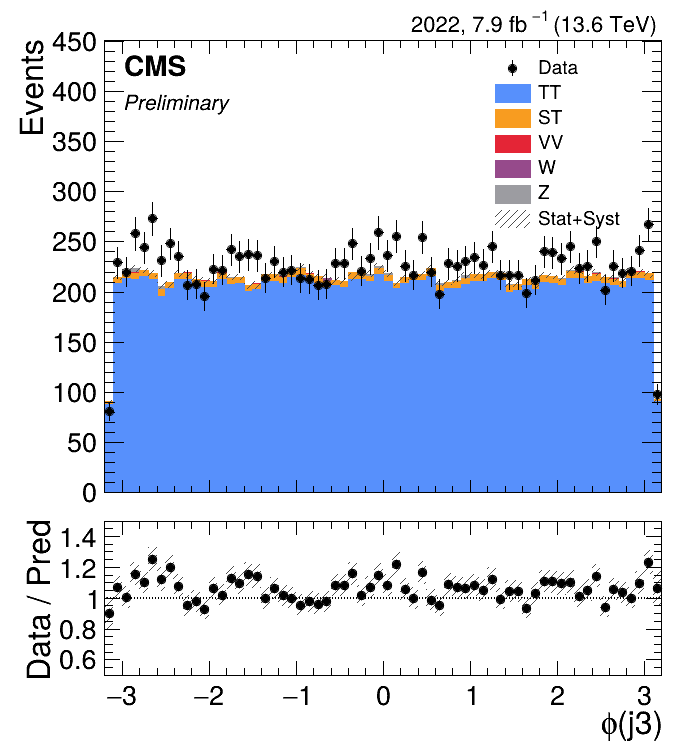 2022, 7.9 fb⁻¹ (13.6 TeV)
Events
450
400
350
300
250
200
150
100
50
0
CMS
Preliminary
Data
TT
ST
VV
W
Z
Stat+Syst
Data / Pred
1.4
1.2
1
0.8
0.6
−3 −2 −1 0 1 2 3
ϕ(j3)